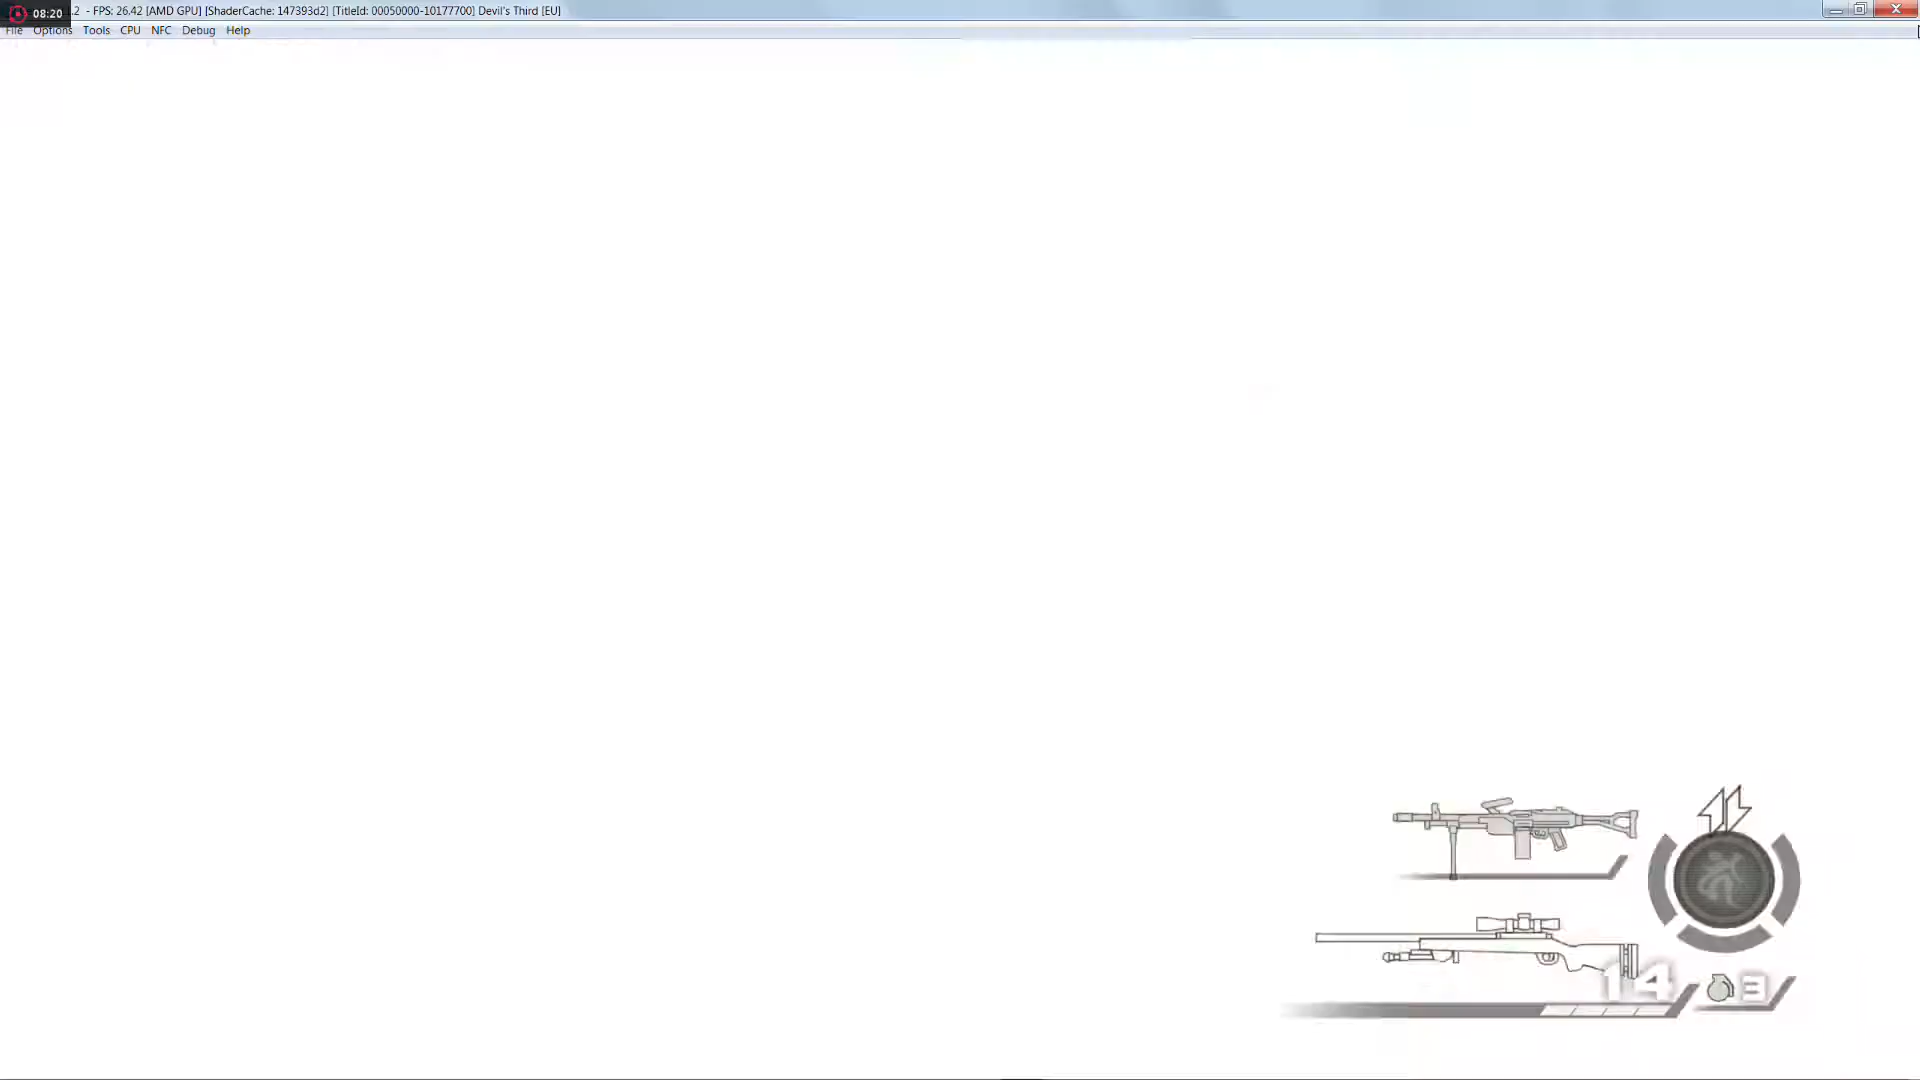 08:20 .2 - FPS: 26.42 [AMD GPU] [ShaderCache: 147393d2] [TitleId: 00050000-10177700] Devil's Third [EU]
File Options Tools CPU NFC Debug Help
14 3